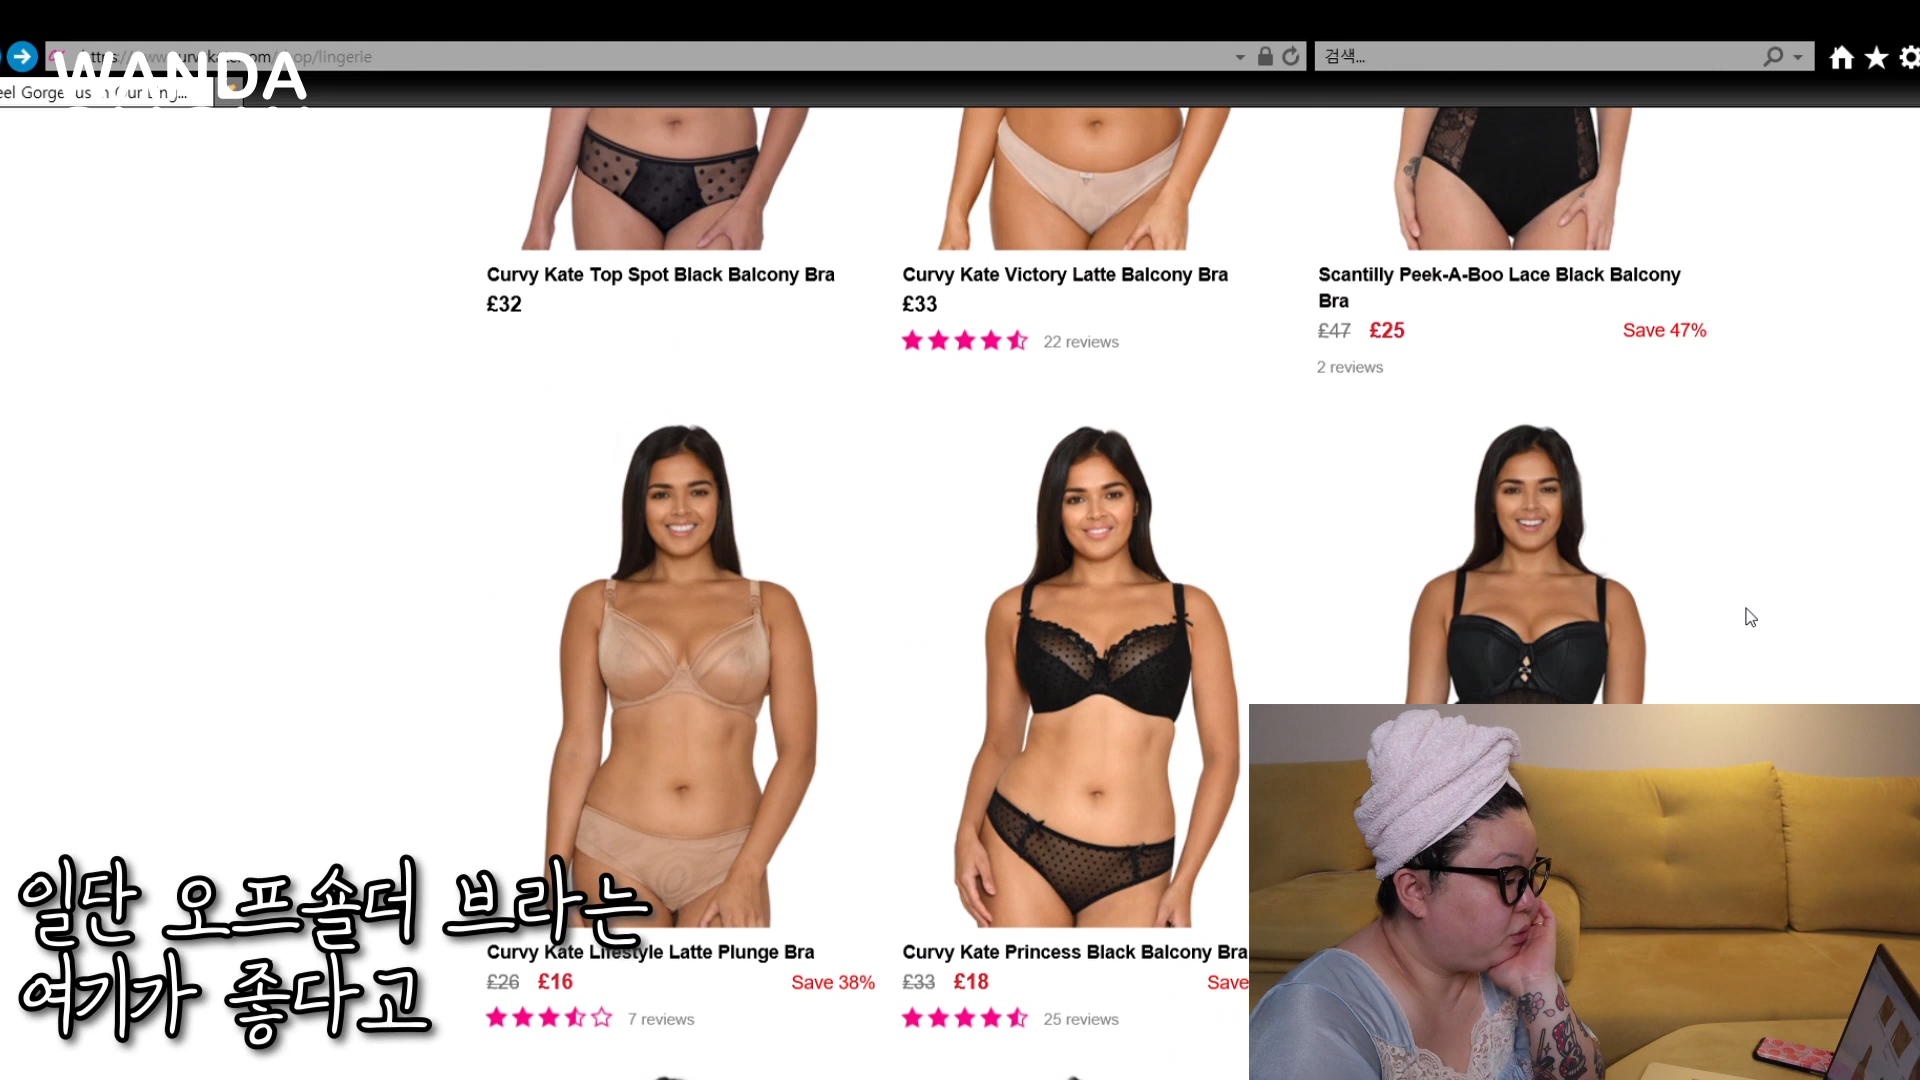 WANDA
검색...
Curvy Kate Top Spot Black Balcony Bra
£32
Curvy Kate Victory Latte Balcony Bra
£33
22 reviews
Scantilly Peek-A-Boo Lace Black Balcony
Bra
£47 £25 Save 47%
2 reviews
Curvy Kate Lifestyle Latte Plunge Bra
£26 £16 Save 38%
7 reviews
Curvy Kate Princess Black Balcony Bra
£33 £18 Save
25 reviews
일단 오프숄더 브라는
여기가 좋다고